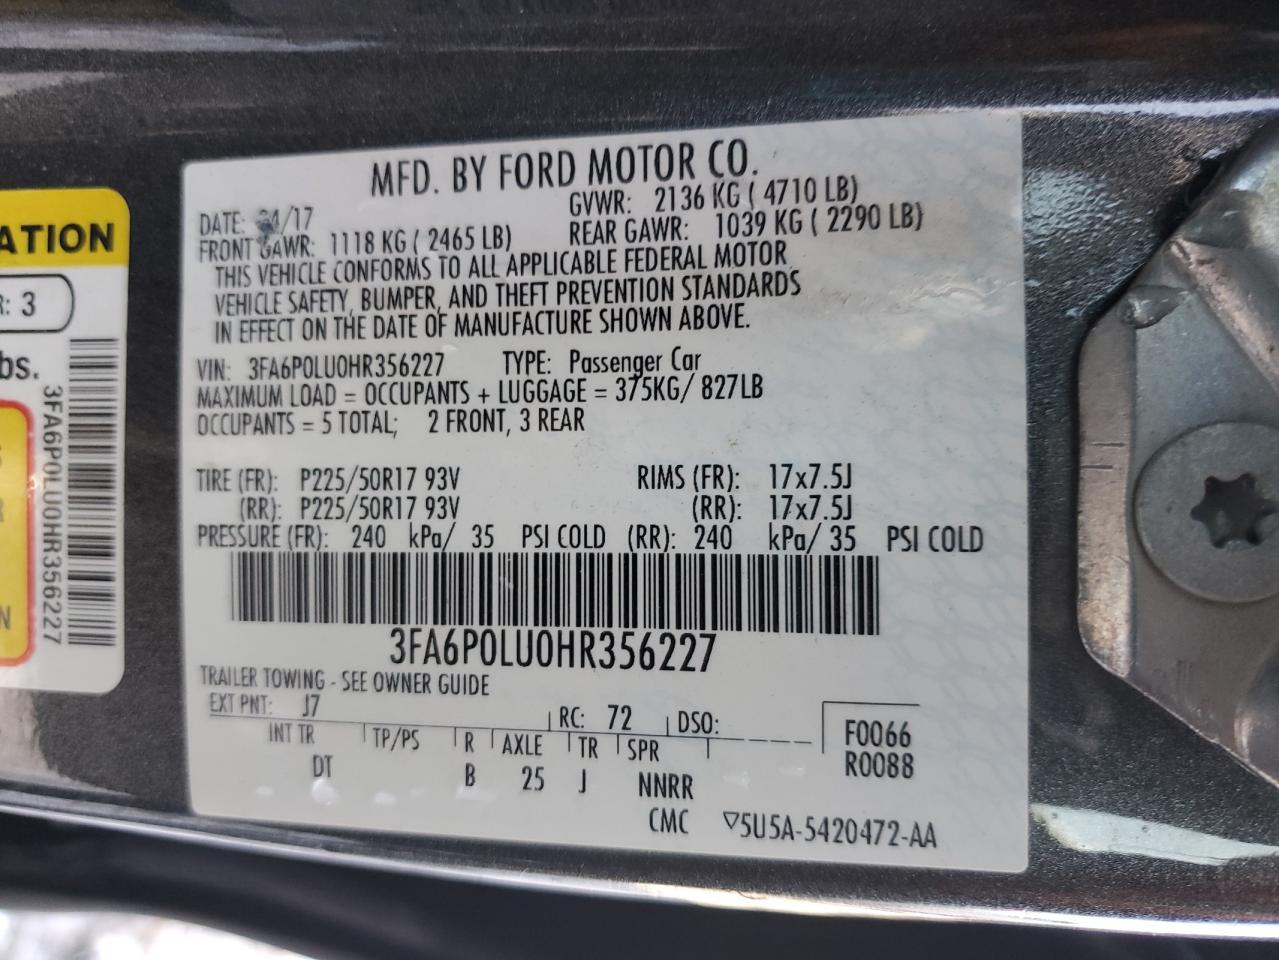 MFD. BY FORD MOTOR CO.
DATE: 04/17 GVWR: 2136 KG ( 4710 LB)
FRONT GAWR: 1118 KG ( 2465 LB) REAR GAWR: 1039 KG ( 2290 LB)
THIS VEHICLE CONFORMS TO ALL APPLICABLE FEDERAL MOTOR
VEHICLE SAFETY, BUMPER, AND THEFT PREVENTION STANDARDS
IN EFFECT ON THE DATE OF MANUFACTURE SHOWN ABOVE.
VIN: 3FA6P0LU0HR356227 TYPE: Passenger Car
MAXIMUM LOAD = OCCUPANTS + LUGGAGE = 375KG/ 827LB
OCCUPANTS = 5 TOTAL; 2 FRONT, 3 REAR
TIRE (FR): P225/50R17 93V RIMS (FR): 17x7.5J
(RR): P225/50R17 93V (RR): 17x7.5J
PRESSURE (FR): 240 kPa/ 35 PSI COLD (RR): 240 kPa/ 35 PSI COLD
3FA6P0LU0HR356227
TRAILER TOWING - SEE OWNER GUIDE
EXT PNT: J7 RC: 72 DSO:
INT TR TP/PS R AXLE TR SPR
DT B 25 J NNRR
F0066
R0088
CMC ▽5U5A-5420472-AA
ATION
R: 3
bs.
3FA6P0LU0HR356227